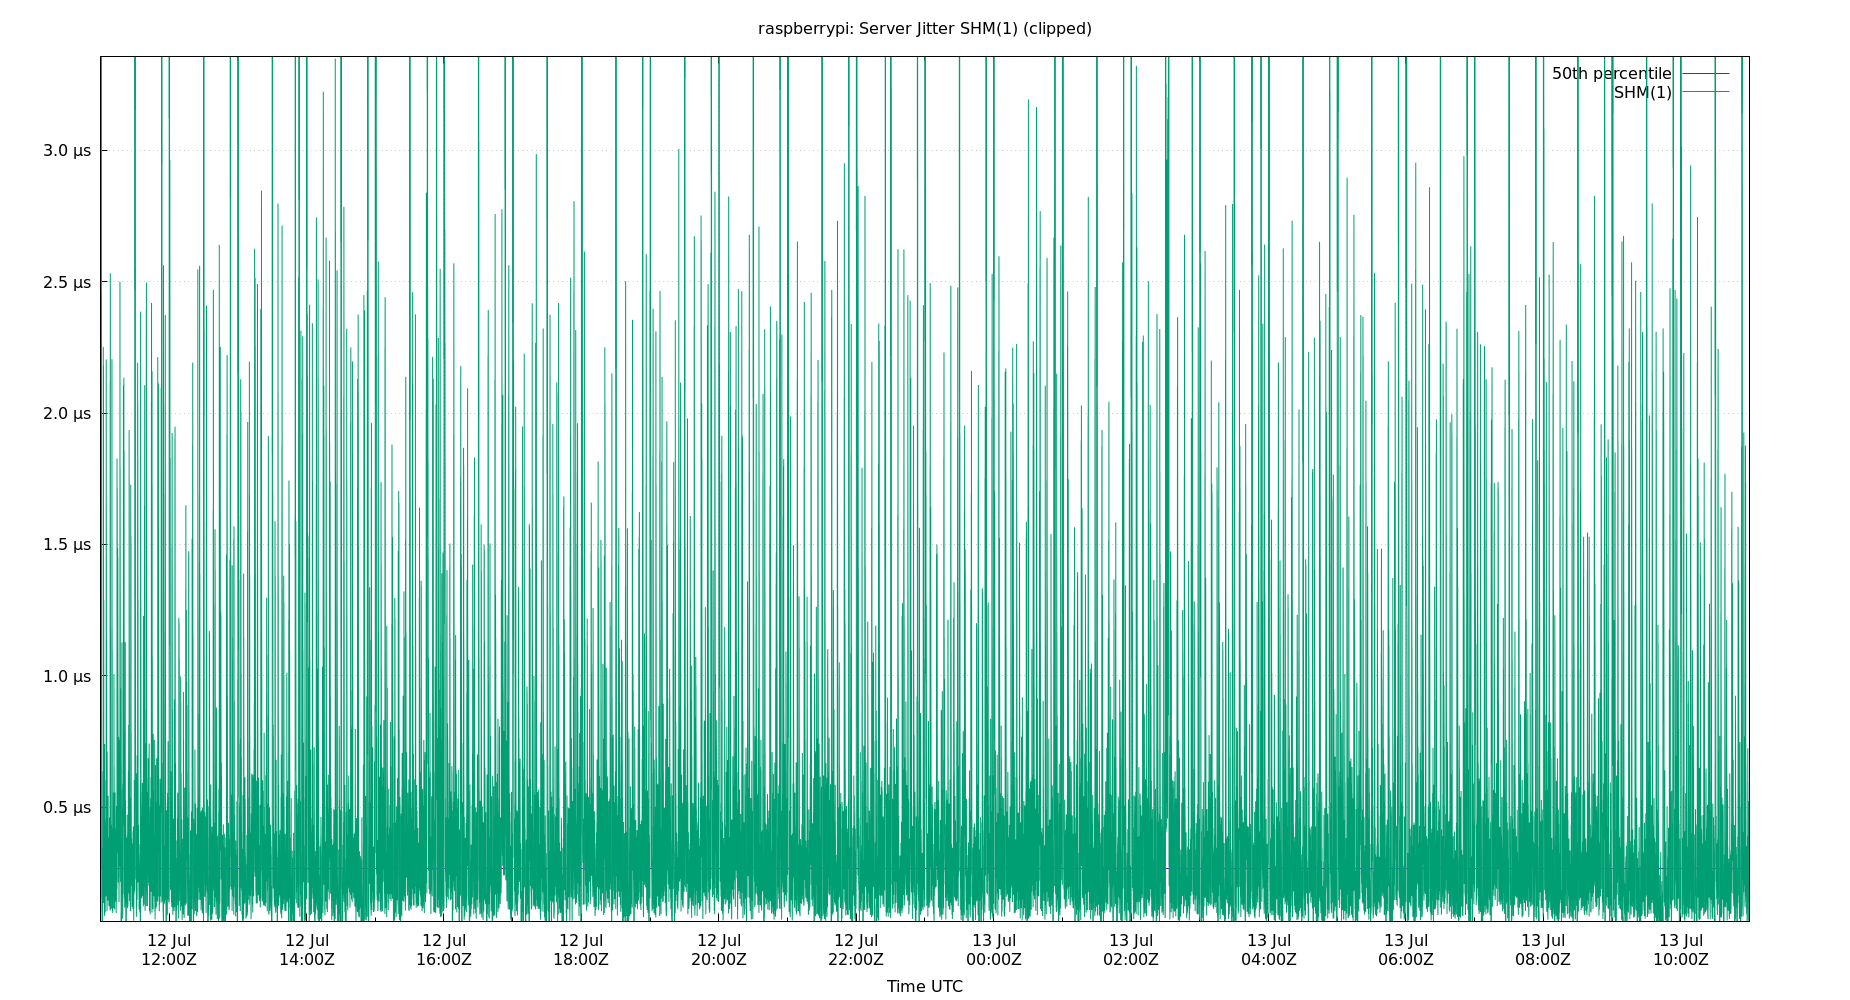 raspberrypi: Server Jitter SHM(1) (clipped)
50th percentile
SHM(1)
3.0 µs
2.5 µs
2.0 µs
1.5 µs
1.0 µs
0.5 µs
12 Jul 12 Jul 12 Jul 12 Jul 12 Jul 12 Jul 13 Jul 13 Jul 13 Jul 13 Jul 13 Jul 13 Jul
12:00Z 14:00Z 16:00Z 18:00Z 20:00Z 22:00Z 00:00Z 02:00Z 04:00Z 06:00Z 08:00Z 10:00Z
Time UTC